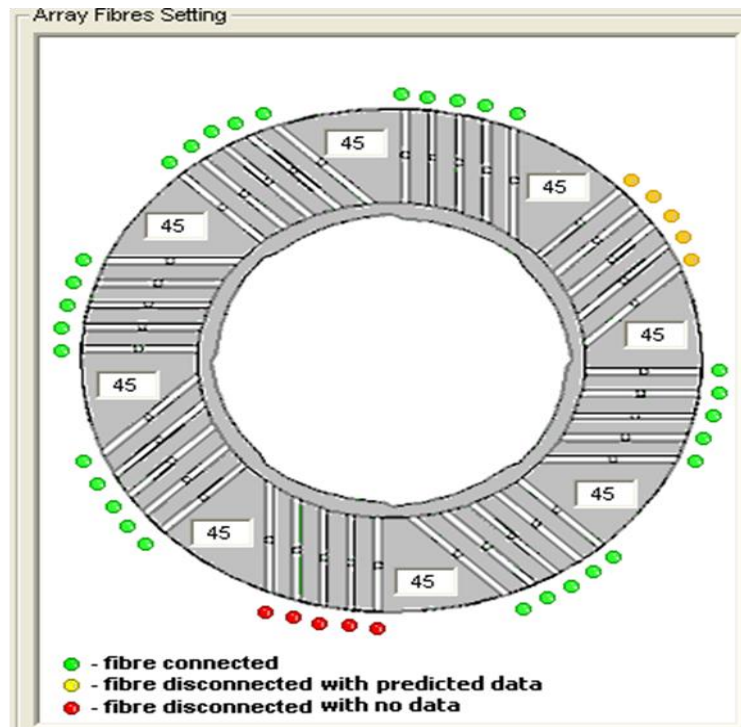 Array Fibres Setting
45
45
45
45
45
45
45
45
- fibre connected
- fibre disconnected with predicted data
- fibre disconnected with no data